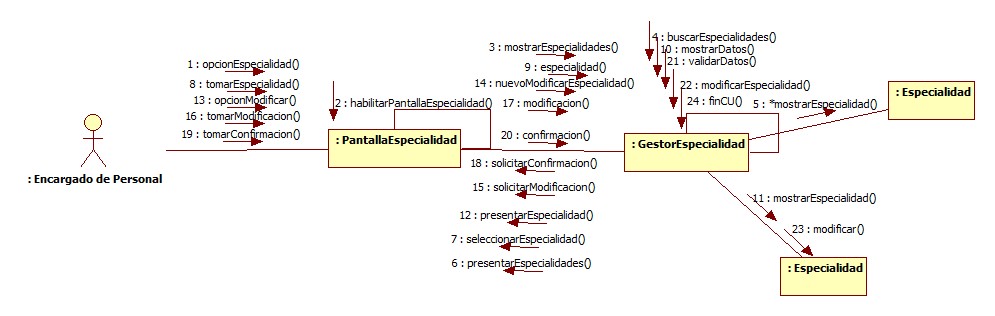 1 : opcionEspecialidad()
8 : tomarEspecialidad()
13 : opcionModificar()
16 : tomarModificacion()
19 : tomarConfirmacion()
: Encargado de Personal
2 : habilitarPantallaEspecialidad()
: PantallaEspecialidad
3 : mostrarEspecialidades()
9 : especialidad()
14 : nuevoModificarEspecialidad()
17 : modificacion()
20 : confirmacion()
18 : solicitarConfirmacion()
15 : solicitarModificacion()
12 : presentarEspecialidad()
7 : seleccionarEspecialidad()
6 : presentarEspecialidades()
4 : buscarEspecialidades()
10 : mostrarDatos()
21 : validarDatos()
22 : modificarEspecialidad()
24 : finCU()
: GestorEspecialidad
5 : *mostrarEspecialidad()
: Especialidad
11 : mostrarEspecialidad()
23 : modificar()
: Especialidad